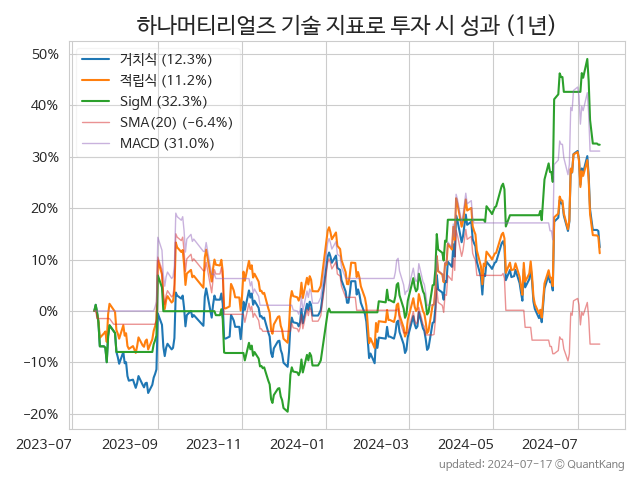 하나머티리얼즈 기술 지표로 투자 시 성과 (1년)
거치식 (12.3%)
적립식 (11.2%)
SigM (32.3%)
SMA(20) (-6.4%)
MACD (31.0%)
50%
40%
30%
20%
10%
0%
−10%
−20%
2023-07
2023-09
2023-11
2024-01
2024-03
2024-05
2024-07
updated: 2024-07-17 © QuantKang